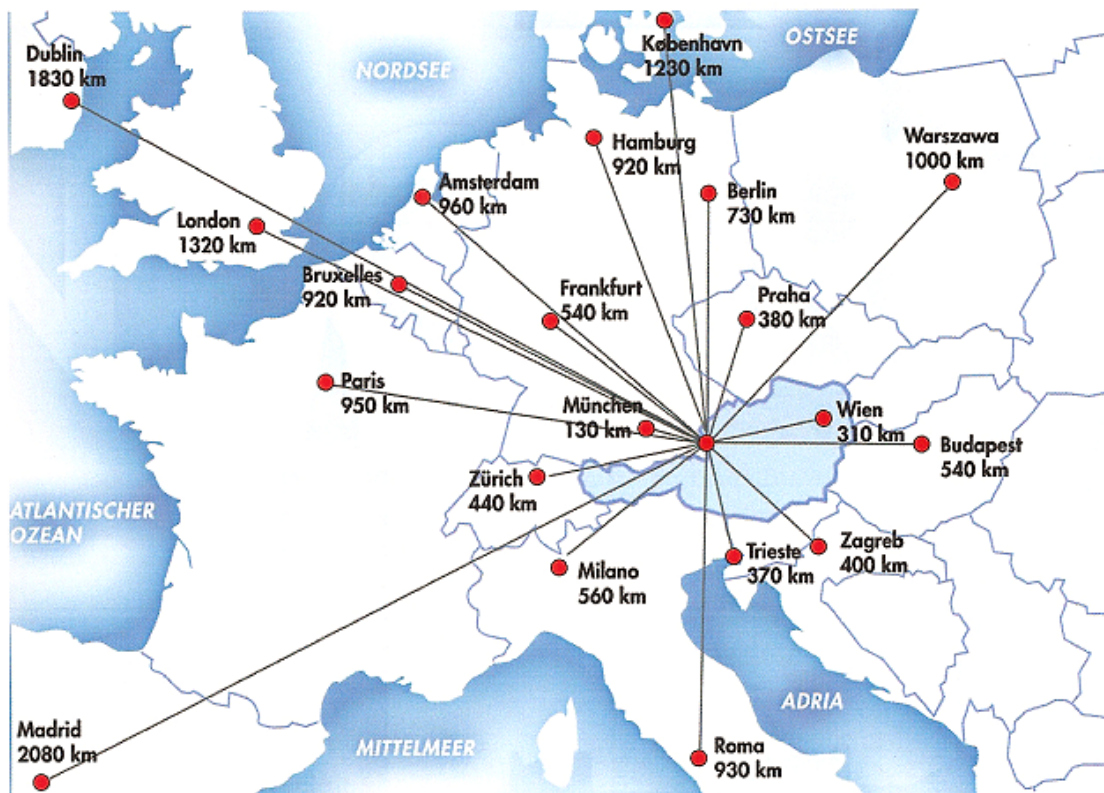 Dublin
1830 km
NORDSEE
København
1230 km
OSTSEE
Hamburg
920 km
Warszawa
1000 km
Amsterdam
960 km
Berlin
730 km
London
1320 km
Bruxelles
920 km
Frankfurt
540 km
Praha
380 km
Paris
950 km
München
130 km
Wien
310 km
Budapest
540 km
Zürich
440 km
ATLANTISCHER
OZEAN
Milano
560 km
Trieste
370 km
Zagreb
400 km
Madrid
2080 km
MITTELMEER
ADRIA
Roma
930 km